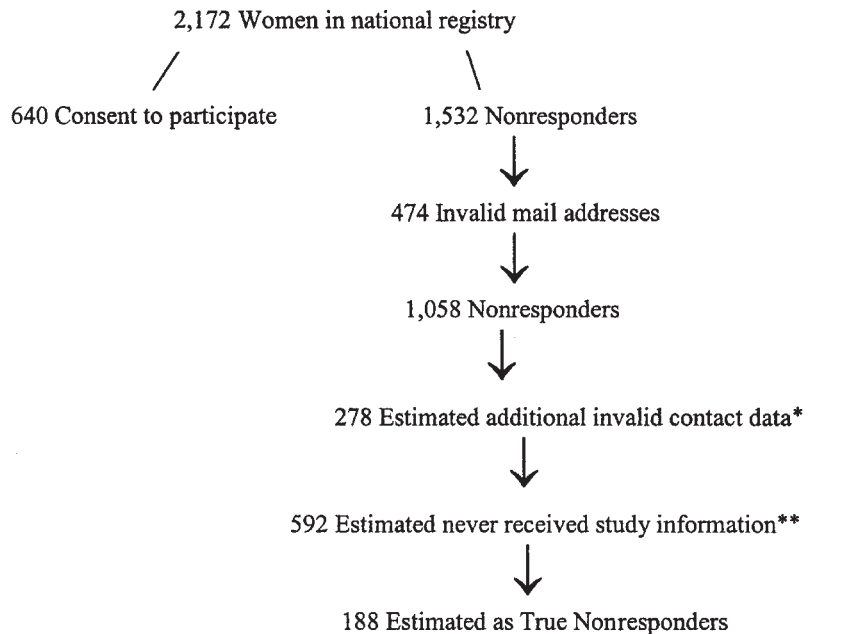 2,172 Women in national registry
640 Consent to participate
1,532 Nonresponders
474 Invalid mail addresses
1,058 Nonresponders
278 Estimated additional invalid contact data*
592 Estimated never received study information**
188 Estimated as True Nonresponders